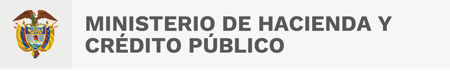 MINISTERIO DE HACIENDA Y
CRÉDITO PÚBLICO